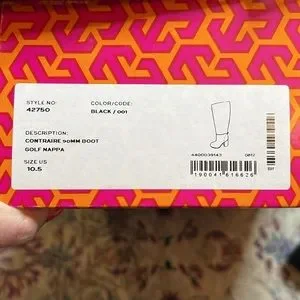 STYLE NO:
42750
COLOR/CODE:
BLACK / 001
DESCRIPTION:
CONTRAIRE 90MM BOOT
GOLF NAPPA
SIZE US
10.5
190041616626